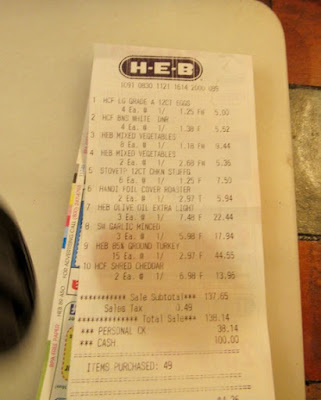 H-E-B
1 HCF LG GRADE A 12CT EGGS
4 Ea. @ 1/ 1.25 FW 5.00
2 HCF BNS WHITE DNR
4 Ea. @ 1/ 1.38 F 5.52
3 HEB MIXED VEGETABLES
8 Ea. @ 1/ 1.18 FW 9.44
4 HEB MIXED VEGETABLES
2 Ea. @ 1/ 2.68 FW 5.36
5 STOVETP 12CT CHKN STUFFG
6 Ea. @ 1/ 1.25 F 7.50
6 HANDI FOIL COVER ROASTER
2 Ea. @ 1/ 2.97 T 5.94
7 HEB OLIVE OIL EXTRA LIGHT
3 Ea. @ 1/ 7.48 F 22.44
8 GARLIC MINCED
3 Ea. @ 1/ 5.98 F 17.94
9 HEB GROUND TURKEY
15 Ea. @ 1/ 2.97 F 44.55
10 HCF SHRED CHEDDAR
2 Ea. @ 1/ 6.98 F 13.96
*********** Sale Subtotal*** 137.65
Sales Tax 0.49
************** Total Sale*** 138.14
*** PERSONAL CK 38.14
*** CASH 100.00
ITEMS PURCHASED: 49